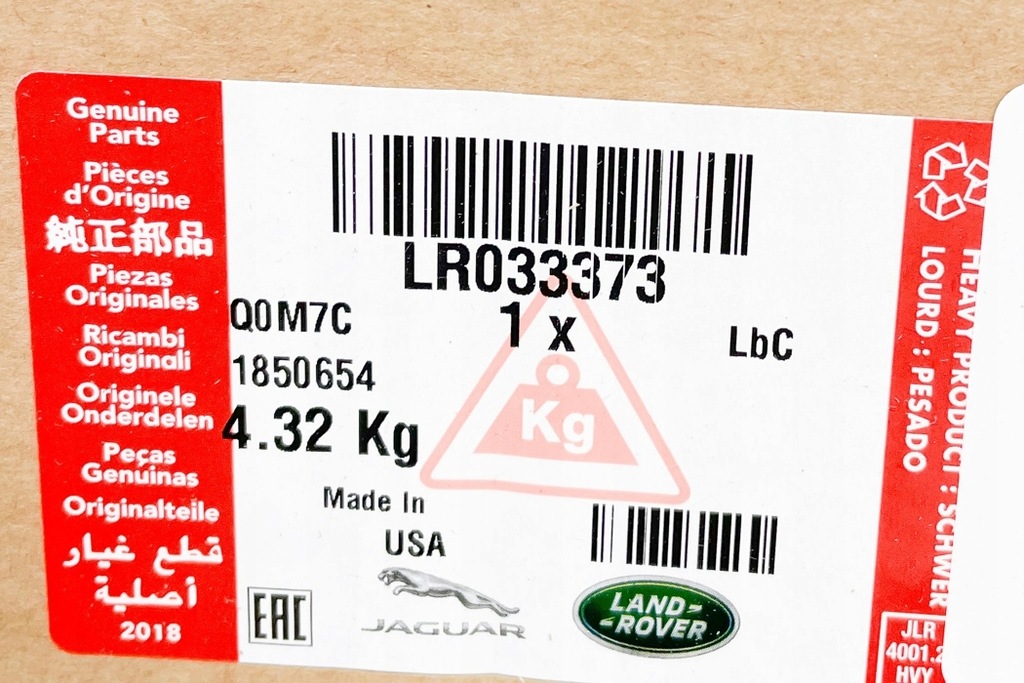 Genuine
Parts
Pièces
d'Origine
純正部品
Piezas
Originales
Ricambi
Originali
Originele
Onderdelen
Peças
Genuínas
Originalteile
قطع غيار
أصلية
2018
LR033373
1 x
Q0M7C
LbC
1850654
4.32 Kg
Kg
Made In
USA
EAC
JAGUAR
LAND-
-ROVER
HEAVY PRODUCT : SCHWER
LOURD : PESADO
JLR
4001.2
HVY